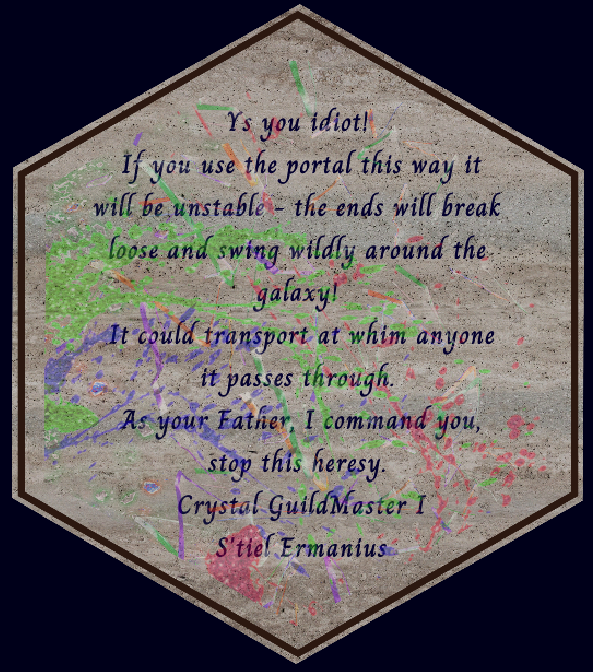 Ys you idiot!
If you use the portal this way it
will be unstable - the ends will break
loose and swing wildly around the
galaxy!
It could transport at whim anyone
it passes through.
As your Father, I command you,
stop this heresy.
Crystal GuildMaster I
S'tiel Ermanius